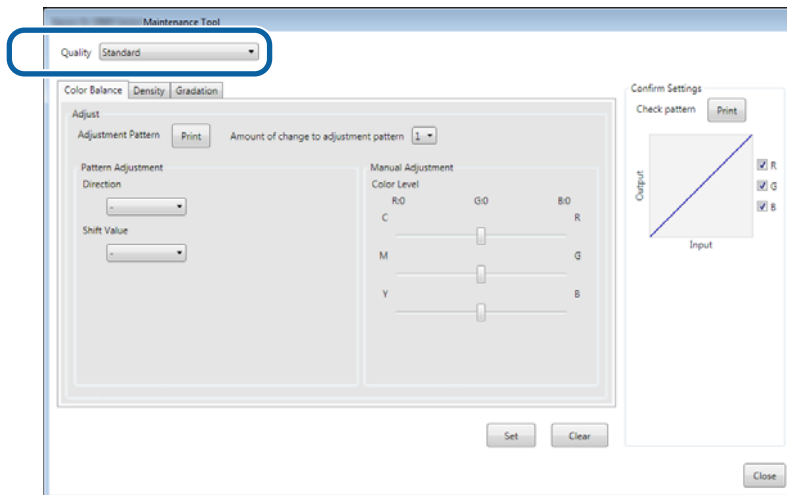 Maintenance Tool
Quality Standard
Color Balance Density Gradation
Adjust
Adjustment Pattern Print Amount of change to adjustment pattern 1
Pattern Adjustment
Direction
-
Shift Value
-
Manual Adjustment
Color Level
R:0 G:0 B:0
C R
M G
Y B
Confirm Settings
Check pattern Print
Output
R
G
B
Input
Set Clear
Close